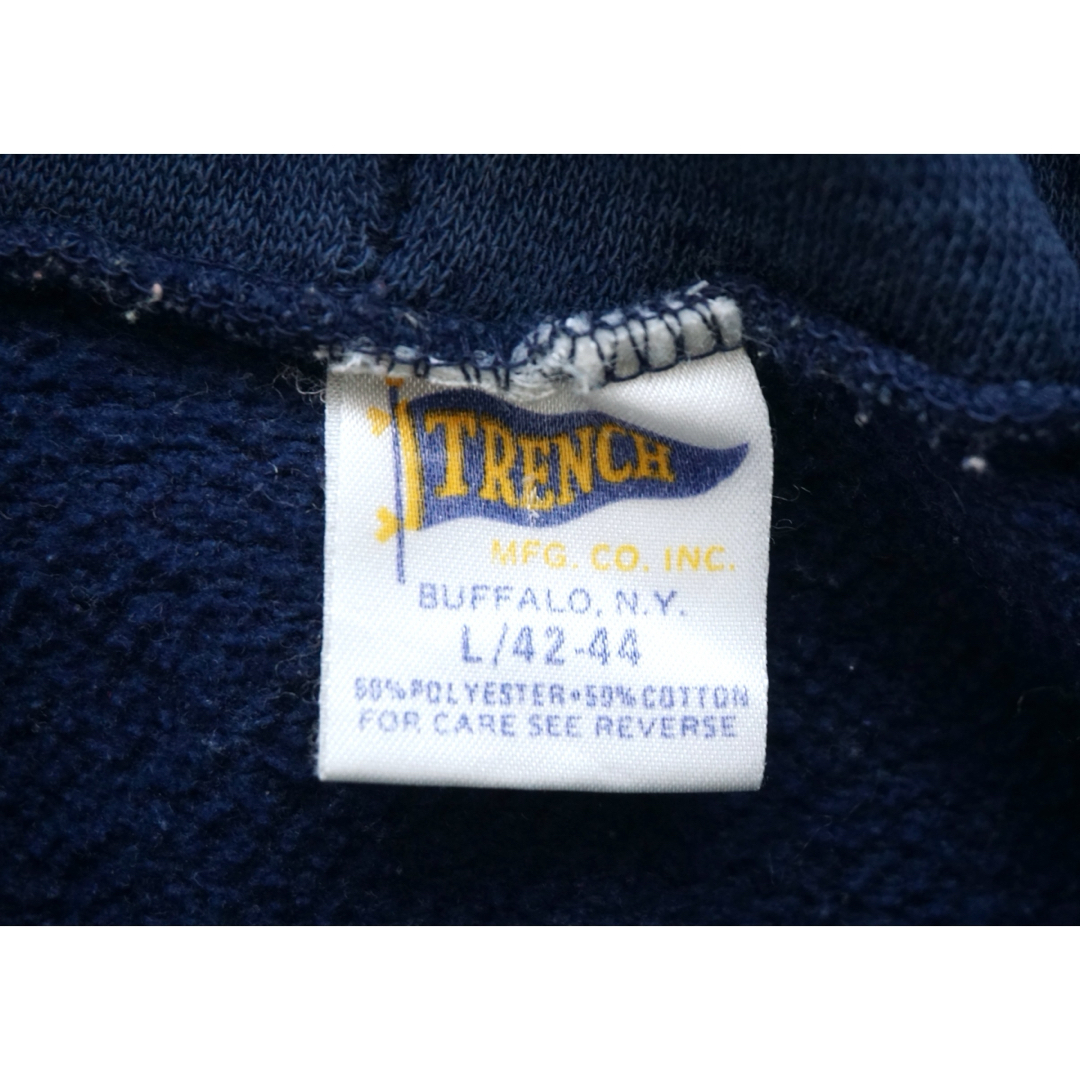 TRENCH
MFG. CO. INC.
BUFFALO, N.Y.
L/42-44
50% POLYESTER•50% COTTON
FOR CARE SEE REVERSE